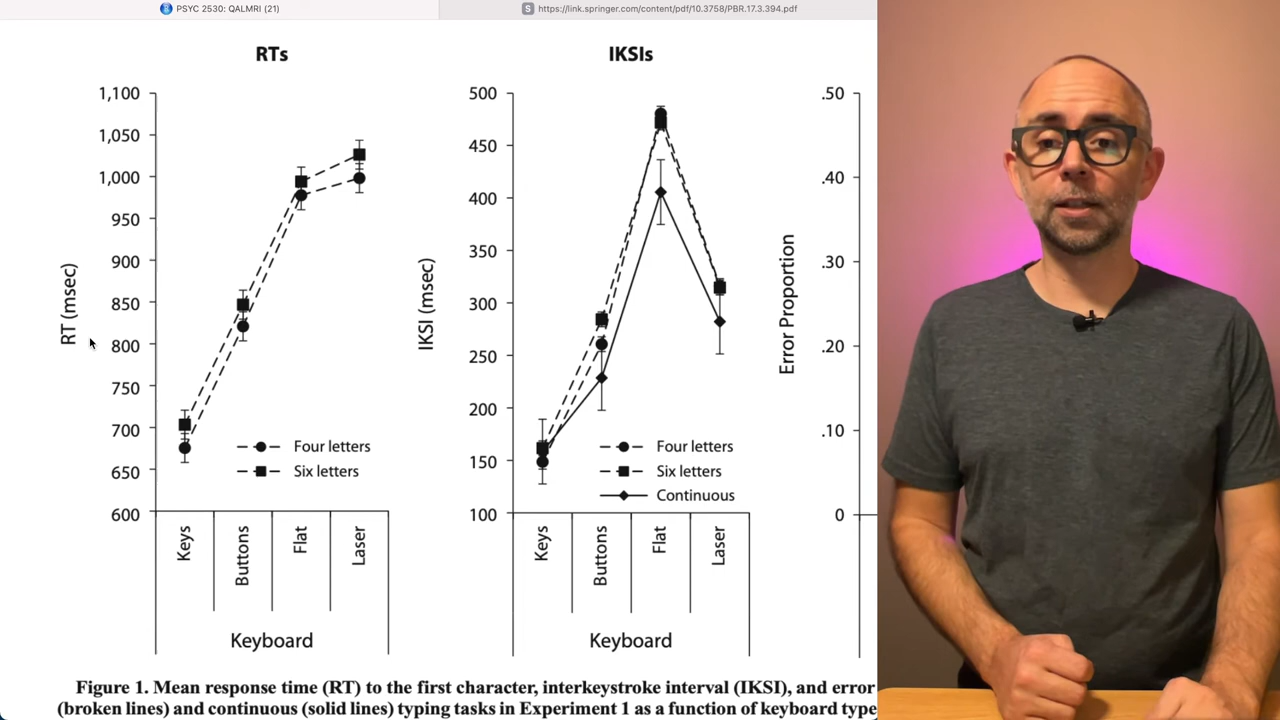 PSYC 2530: QALMRI (21)
S https://link.springer.com/content/pdf/10.3758/PBR.17.3.394.pdf
RTs
1,100
1,050
1,000
950
900
850
800
750
700
650
600
RT (msec)
Four letters
Six letters
Keys
Buttons
Flat
Laser
Keyboard
IKSIs
500
450
400
350
300
250
200
150
100
IKSI (msec)
Four letters
Six letters
Continuous
Keys
Buttons
Flat
Laser
Keyboard
.50
.40
.30
.20
.10
0
Error Proportion
Figure 1. Mean response time (RT) to the first character, interkeystroke interval (IKSI), and error
(broken lines) and continuous (solid lines) typing tasks in Experiment 1 as a function of keyboard type